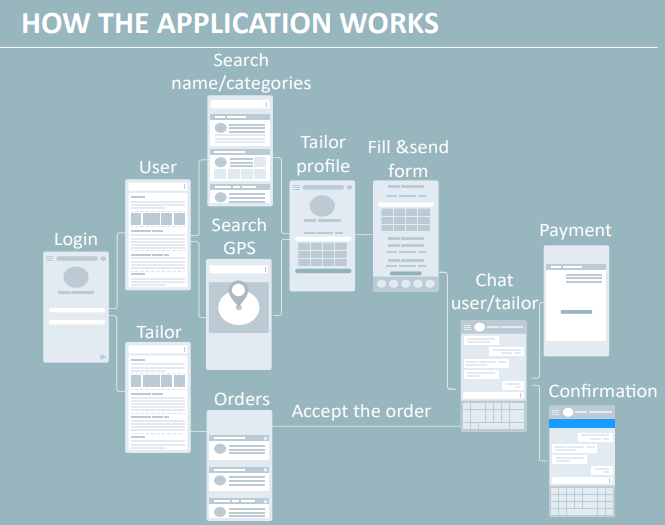 HOW THE APPLICATION WORKS
Search
name/categories
Tailor
profile
Fill &send
form
User
Search
GPS
Login
Payment
Chat
user/tailor
Tailor
Orders
Accept the order
Confirmation